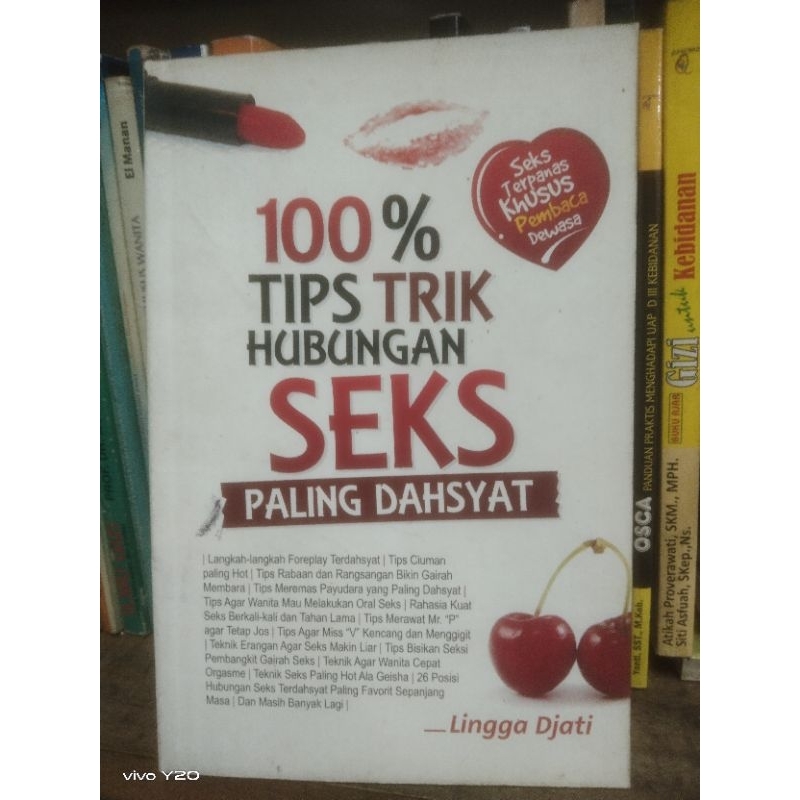 Seks
Terpanas
Khusus
Pembaca
Dewasa
100%
TIPS TRIK
HUBUNGAN
SEKS
PALING DAHSYAT
| Langkah-langkah Foreplay Terdahsyat | Tips Ciuman
paling Hot | Tips Rabaan dan Rangsangan Bikin Gairah
Membara | Tips Meremas Payudara yang Paling Dahsyat |
Tips Agar Wanita Mau Melakukan Oral Seks | Rahasia Kuat
Seks Berkali-kali dan Tahan Lama | Tips Merawat Mr. "P"
agar Tetap Jos | Tips Agar Miss "V" Kencang dan Menggigit
| Teknik Erangan Agar Seks Makin Liar | Tips Bisikan Seksi
Pembangkit Gairah Seks | Teknik Agar Wanita Cepat
Orgasme | Teknik Seks Paling Hot Ala Geisha | 26 Posisi
Hubungan Seks Terdahsyat Paling Favorit Sepanjang
Masa | Dan Masih Banyak Lagi |
Lingga Djati
El Manan
WANITA
OSCA PANDUAN PRAKTIS MENGHADAPI UAP D III KEBIDANAN
Yanti, SST., M.Keb.
BUKU AJAR Gizi untuk Kebidanan
Atikah Proverawati, SKM., MPH.
Siti Asfuah, SKep.,Ns.
vivo Y20